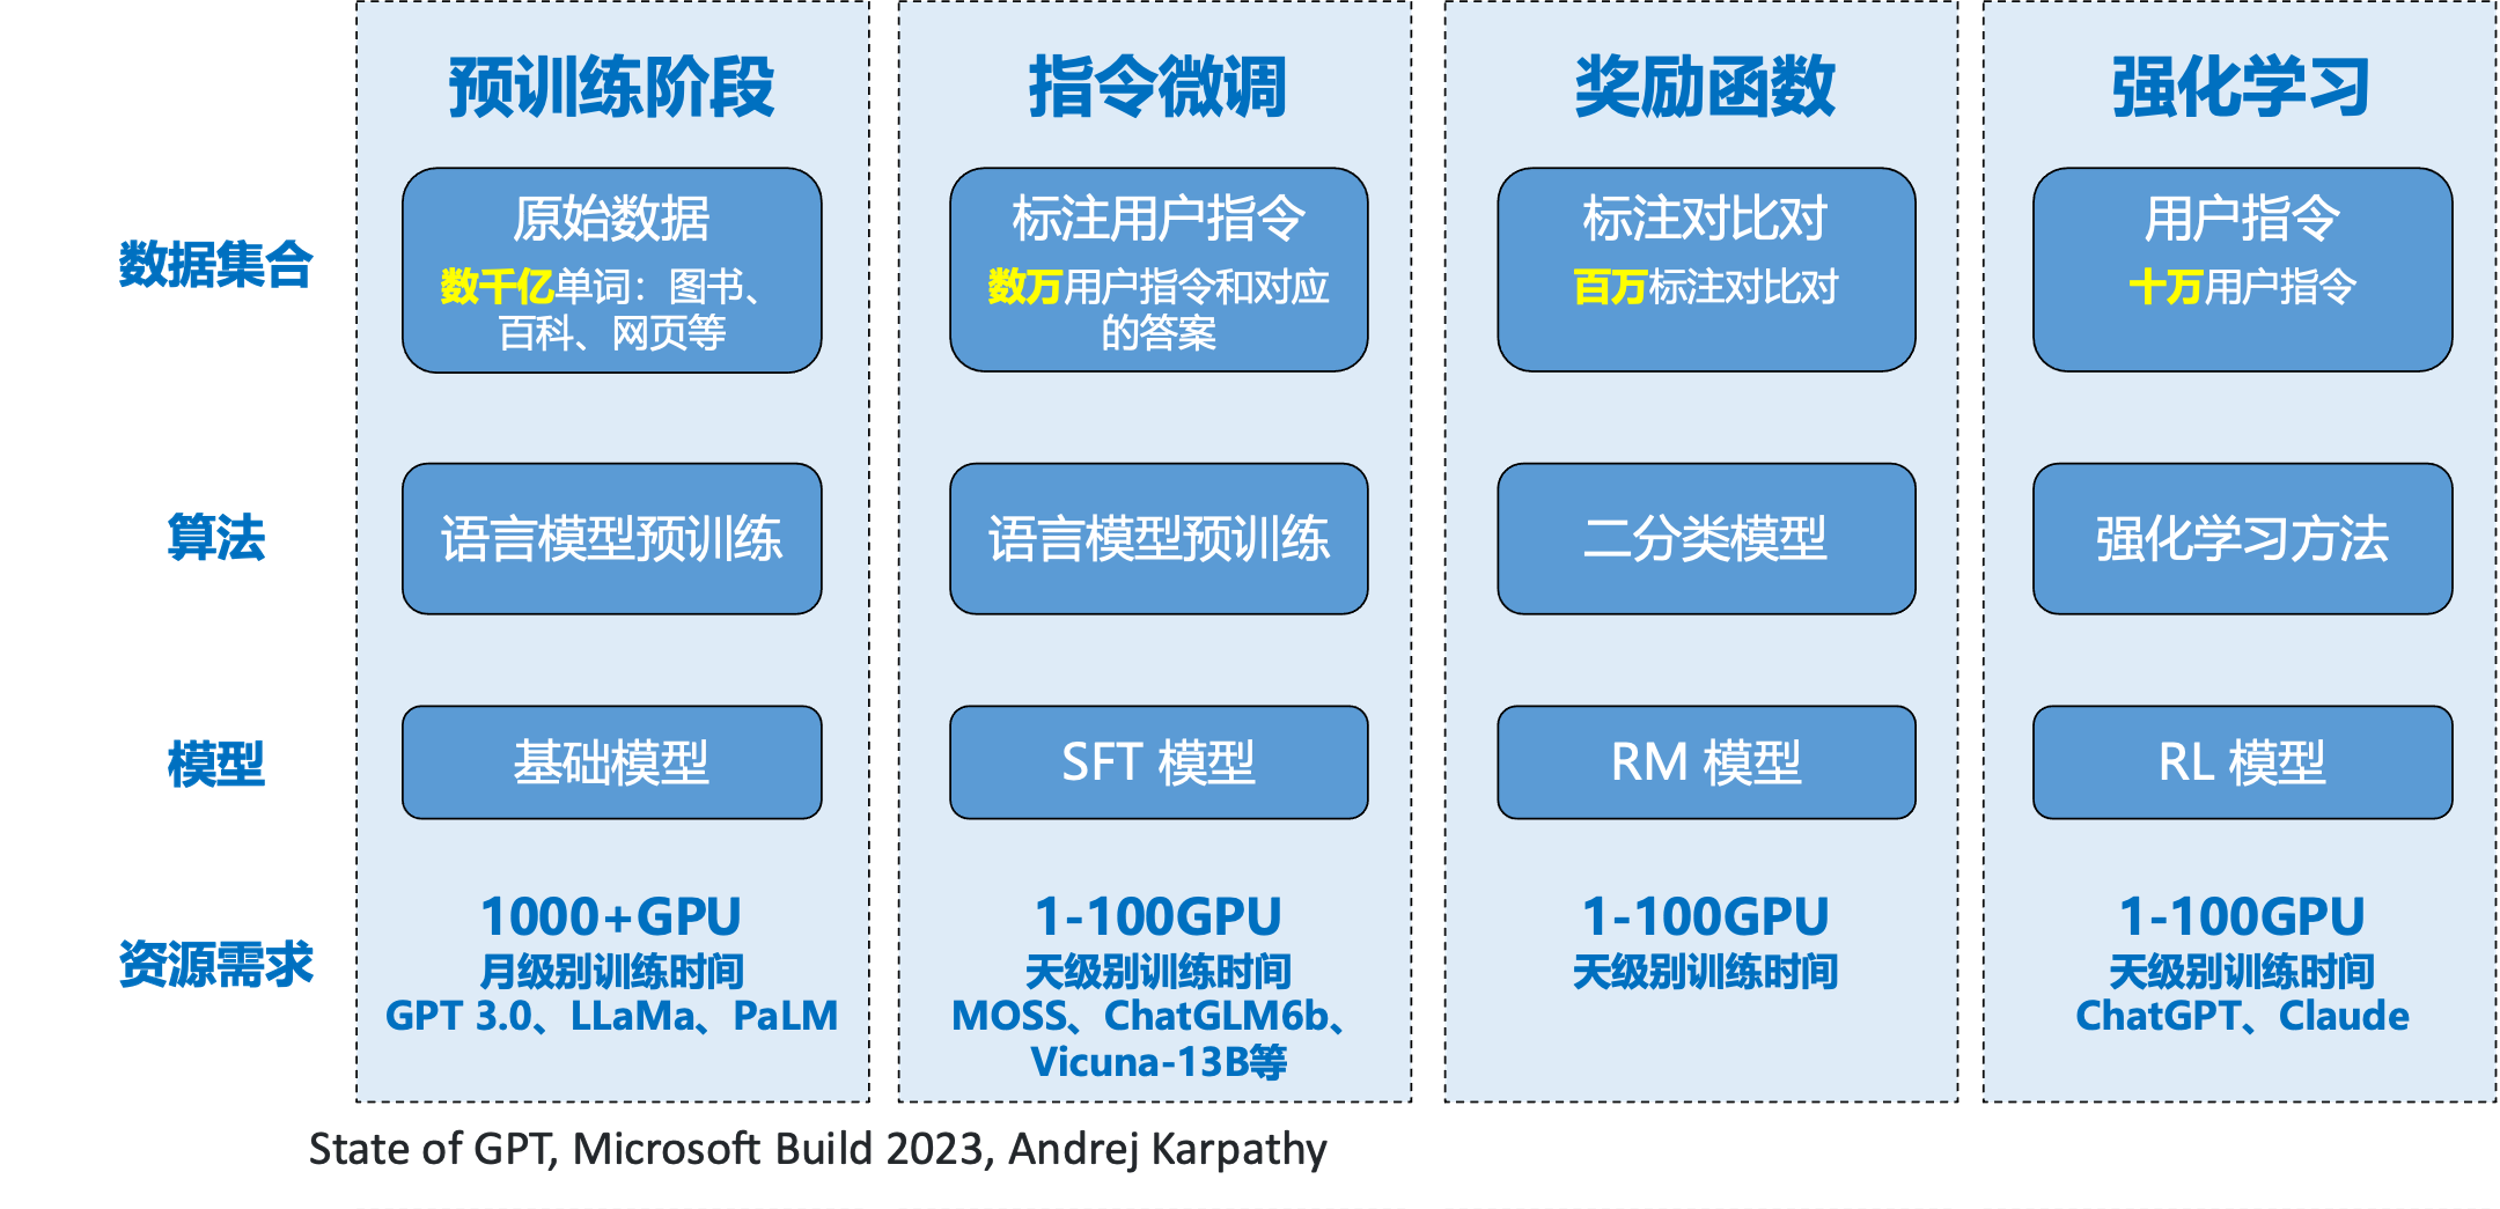 预训练阶段
指令微调
奖励函数
强化学习
数据集合
原始数据
数千亿单词：图书、
百科、网页等
标注用户指令
数万用户指令和对应
的答案
标注对比对
百万标注对比对
用户指令
十万用户指令
算法
语言模型预训练
语言模型预训练
二分类模型
强化学习方法
模型
基础模型
SFT 模型
RM 模型
RL 模型
资源需求
1000+GPU
月级别训练时间
GPT 3.0、LLaMa、PaLM
1-100GPU
天级别训练时间
MOSS、ChatGLM6b、
Vicuna-13B等
1-100GPU
天级别训练时间
1-100GPU
天级别训练时间
ChatGPT、Claude
State of GPT, Microsoft Build 2023, Andrej Karpathy